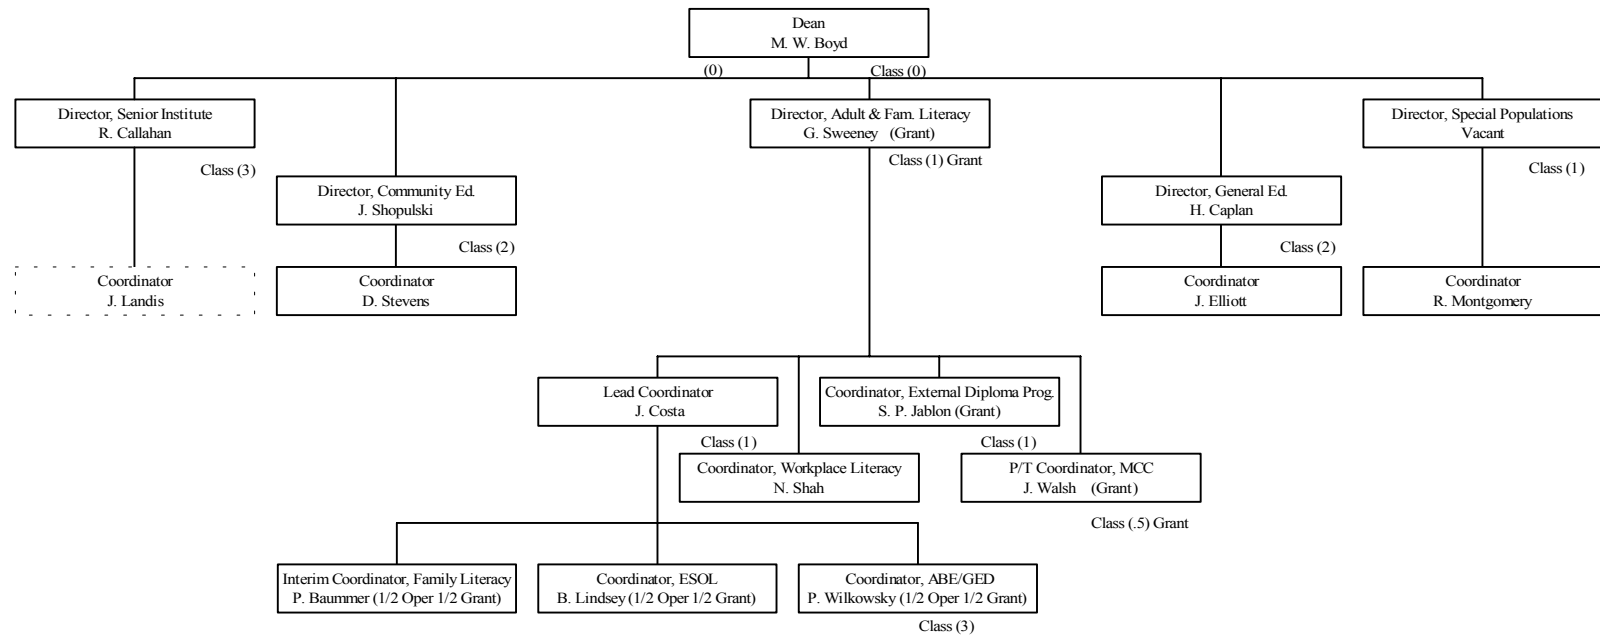 Dean
M. W. Boyd
(0)
Class (0)
Director, Senior Institute
R. Callahan
Director, Adult & Fam. Literacy
G. Sweeney (Grant)
Director, Special Populations
Vacant
Class (3)
Class (1) Grant
Class (1)
Director, Community Ed.
J. Shopulski
Director, General Ed.
H. Caplan
Class (2)
Class (2)
Coordinator
J. Landis
Coordinator
D. Stevens
Coordinator
J. Elliott
Coordinator
R. Montgomery
Lead Coordinator
J. Costa
Coordinator, External Diploma Prog.
S. P. Jablon (Grant)
Class (1)
Class (1)
Coordinator, Workplace Literacy
N. Shah
P/T Coordinator, MCC
J. Walsh (Grant)
Class (.5) Grant
Interim Coordinator, Family Literacy
P. Baummer (1/2 Oper 1/2 Grant)
Coordinator, ESOL
B. Lindsey (1/2 Oper 1/2 Grant)
Coordinator, ABE/GED
P. Wilkowsky (1/2 Oper 1/2 Grant)
Class (3)